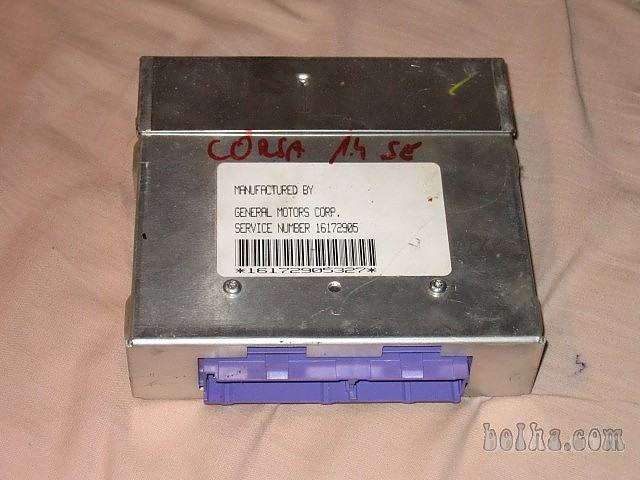 CORSA 1.4 SE
MANUFACTURED BY
GENERAL MOTORS CORP.
SERVICE NUMBER 16172905
*16172905327*
bolha.com